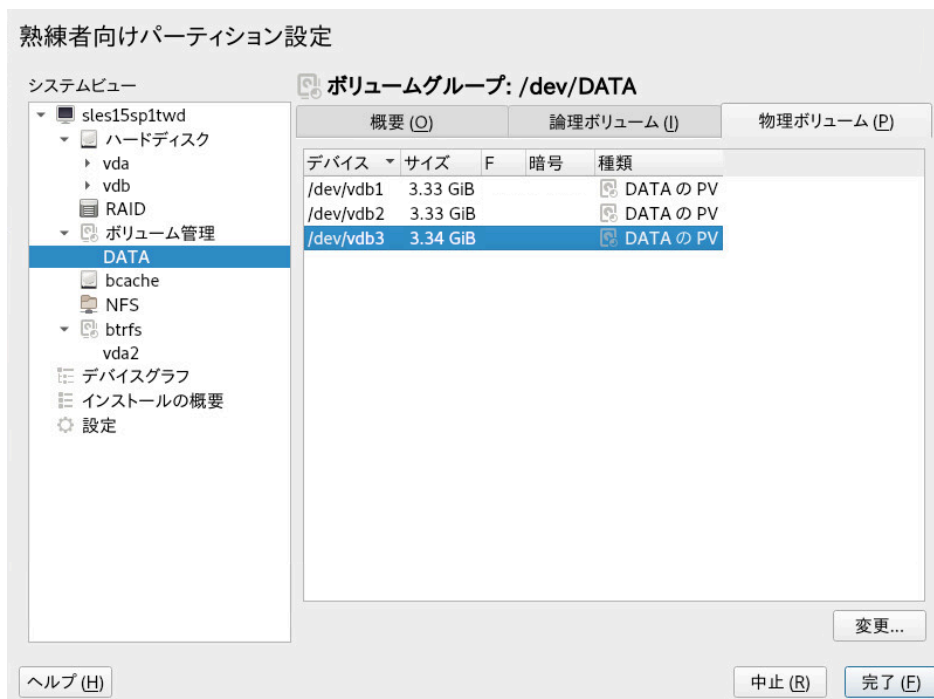 熟練者向けパーティション設定
システムビュー
sles15sp1twd
ハードディスク
vda
vdb
RAID
ボリューム管理
DATA
bcache
NFS
btrfs
vda2
デバイスグラフ
インストールの概要
設定
ボリュームグループ: /dev/DATA
概要 (O) 論理ボリューム (l) 物理ボリューム (P)
デバイス サイズ F 暗号 種類
/dev/vdb1 3.33 GiB DATA の PV
/dev/vdb2 3.33 GiB DATA の PV
/dev/vdb3 3.34 GiB DATA の PV
変更...
ヘルプ (H) 中止 (R) 完了 (F)